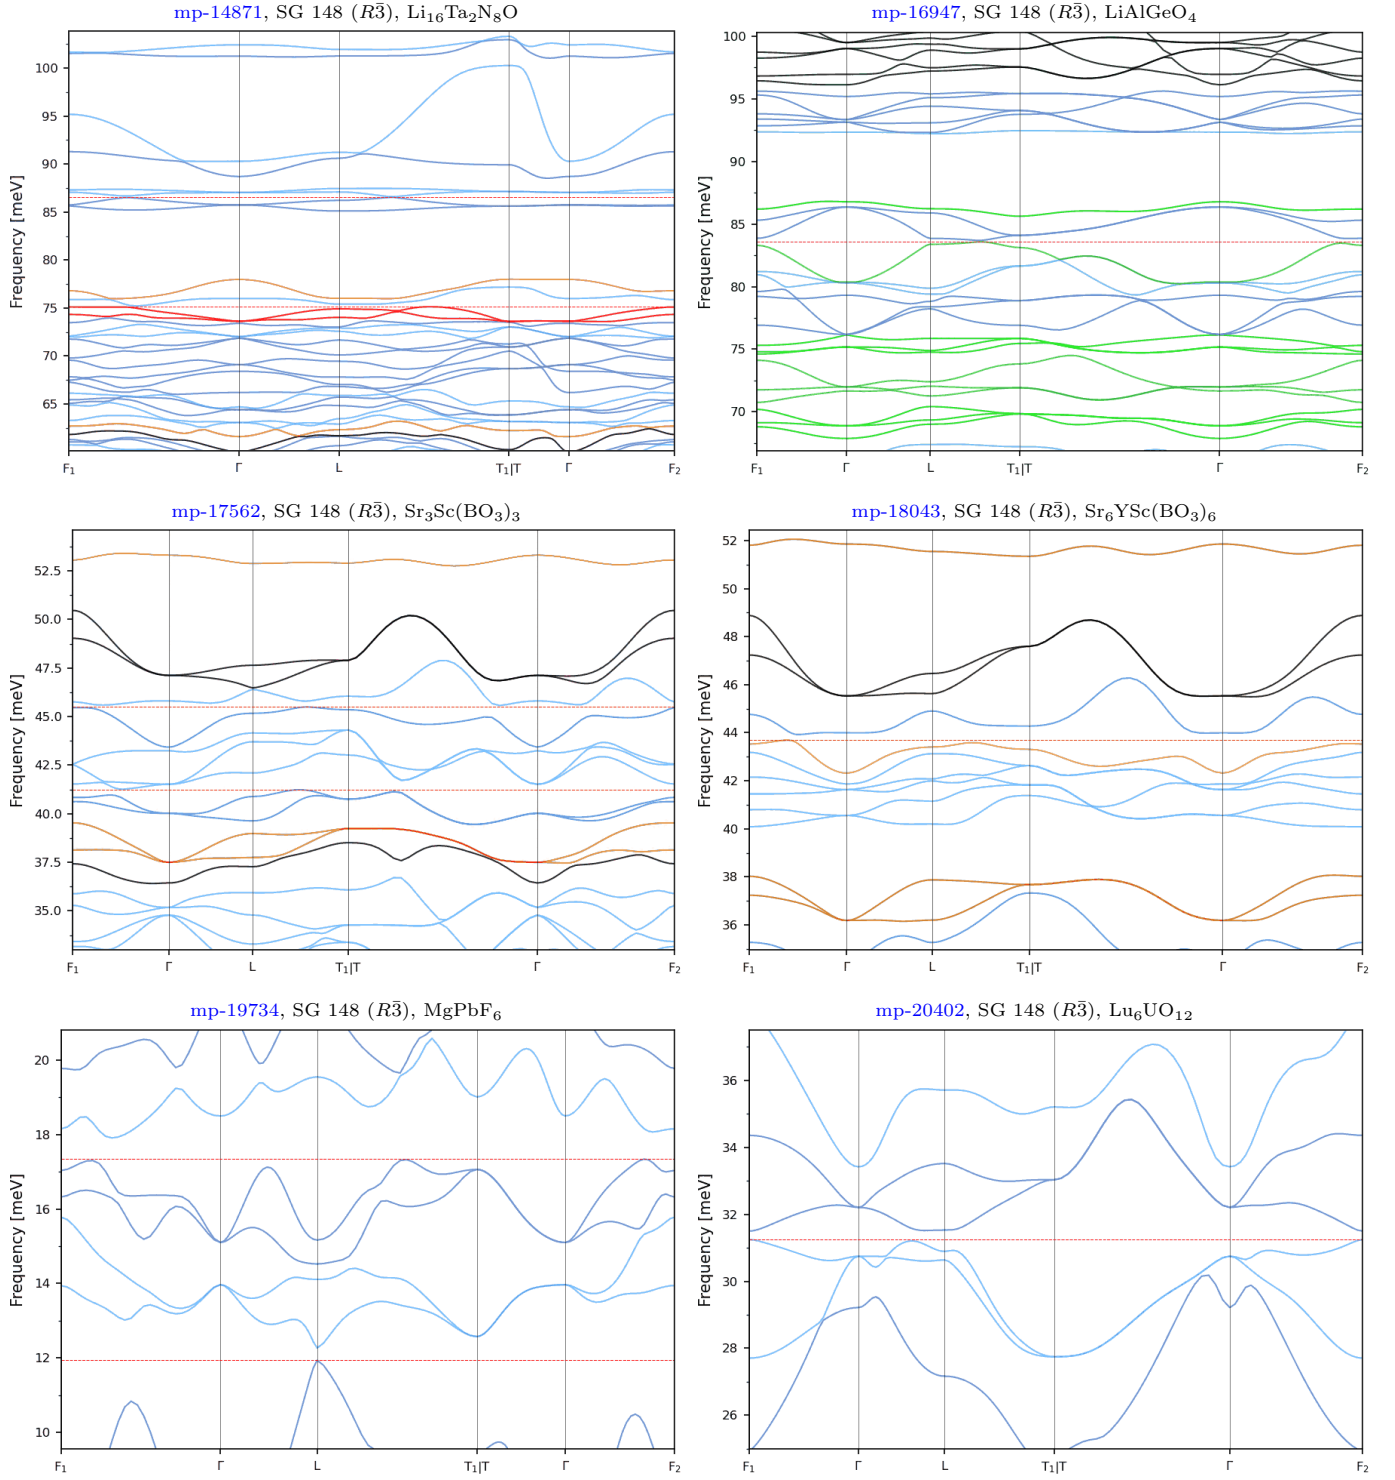 mp-14871, SG 148 (R3̄), Li₁₆Ta₂N₈O
Frequency [meV]
100
95
90
85
80
75
70
65
F₁ Γ L T₁|T Γ F₂
mp-16947, SG 148 (R3̄), LiAlGeO₄
Frequency [meV]
100
95
90
85
80
75
70
F₁ Γ L T₁|T Γ F₂
mp-17562, SG 148 (R3̄), Sr₃Sc(BO₃)₃
Frequency [meV]
52.5
50.0
47.5
45.0
42.5
40.0
37.5
35.0
F₁ Γ L T₁|T Γ F₂
mp-18043, SG 148 (R3̄), Sr₆YSc(BO₃)₆
Frequency [meV]
52
50
48
46
44
42
40
38
36
F₁ Γ L T₁|T Γ F₂
mp-19734, SG 148 (R3̄), MgPbF₆
Frequency [meV]
20
18
16
14
12
10
F₁ Γ L T₁|T Γ F₂
mp-20402, SG 148 (R3̄), Lu₆UO₁₂
Frequency [meV]
36
34
32
30
28
26
F₁ Γ L T₁|T Γ F₂